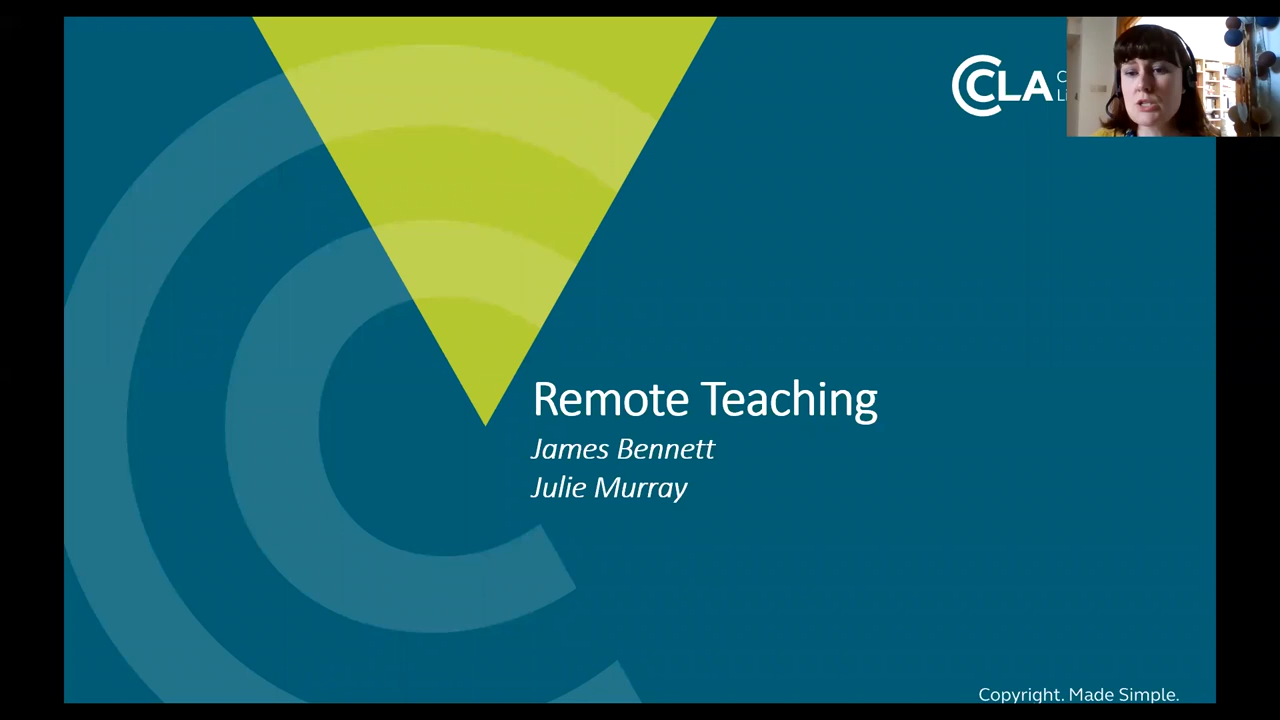 CLA
Remote Teaching
James Bennett
Julie Murray
Copyright. Made Simple.